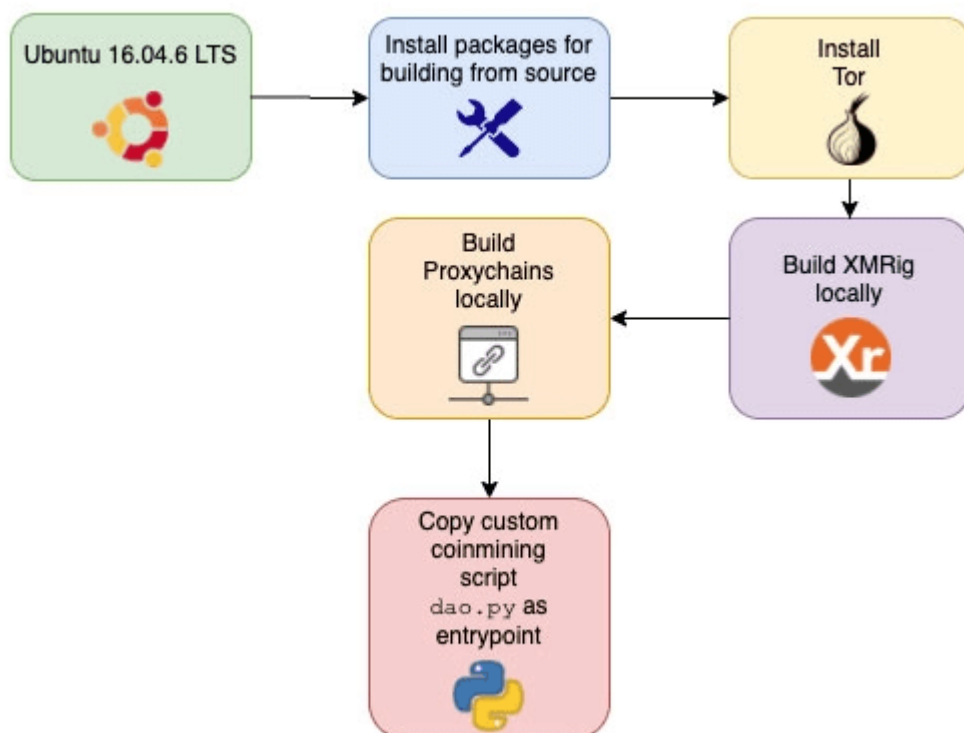 Ubuntu 16.04.6 LTS
Install packages for
building from source
Install
Tor
Build XMRig
locally
Xr
Build
Proxychains
locally
Copy custom
coinmining
script
dao.py as
entrypoint